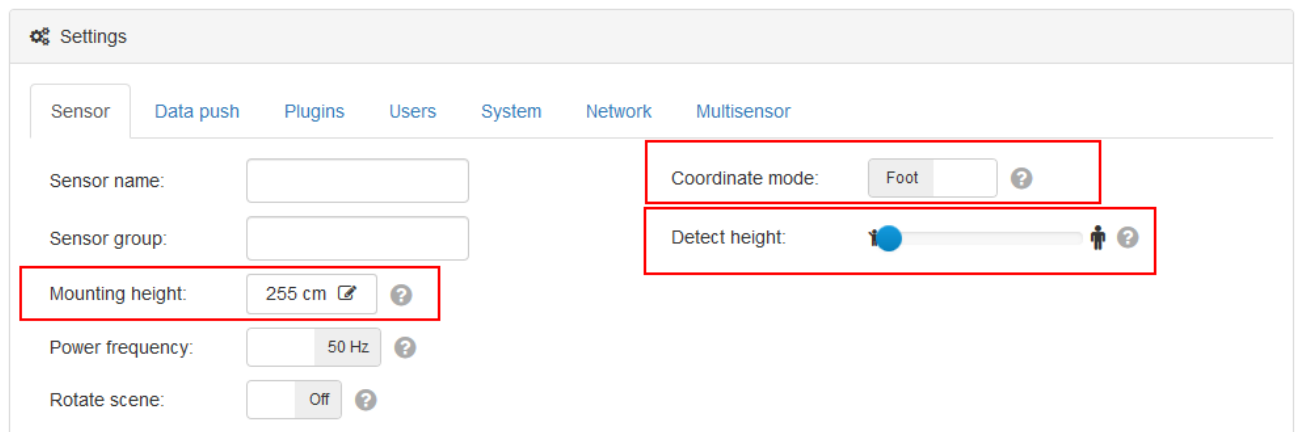 Settings
Sensor Data push Plugins Users System Network Multisensor
Sensor name:
Sensor group:
Mounting height: 255 cm
Power frequency: 50 Hz
Rotate scene: Off
Coordinate mode: Foot
Detect height: